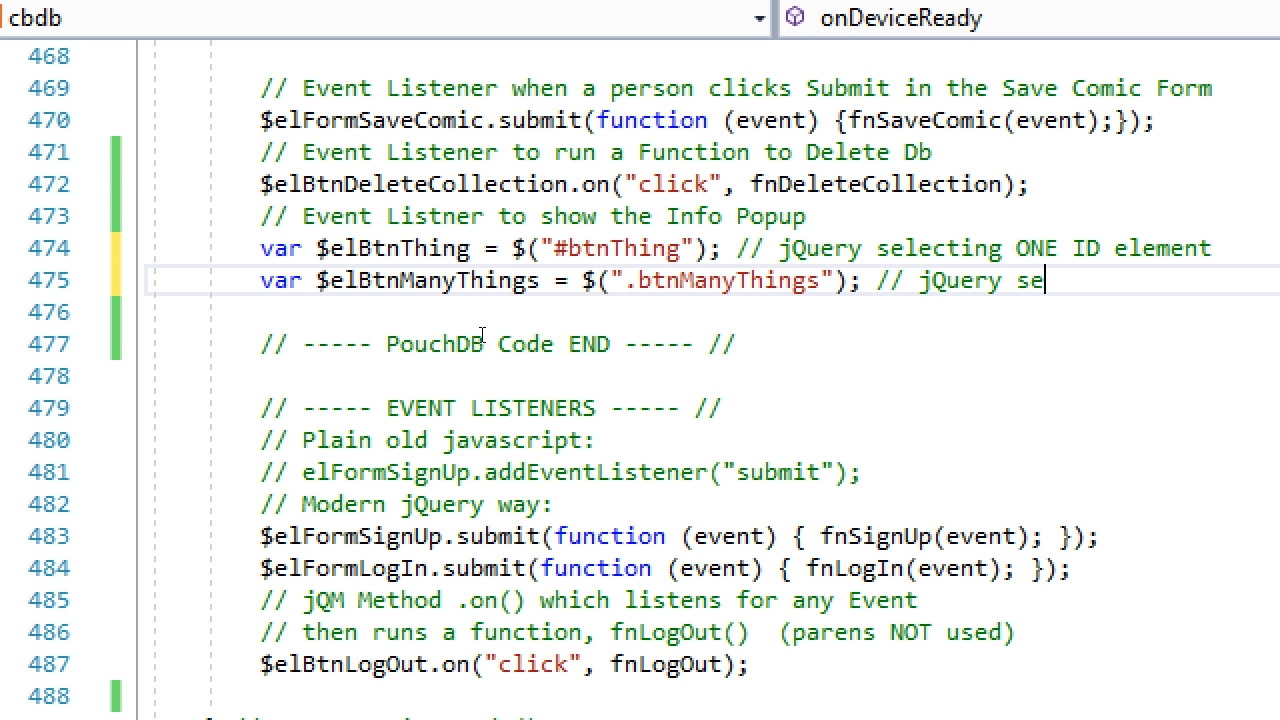 cbdb onDeviceReady
468
469 // Event Listener when a person clicks Submit in the Save Comic Form
470 $elFormSaveComic.submit(function (event) {fnSaveComic(event);});
471 // Event Listener to run a Function to Delete Db
472 $elBtnDeleteCollection.on("click", fnDeleteCollection);
473 // Event Listner to show the Info Popup
474 var $elBtnThing = $("#btnThing"); // jQuery selecting ONE ID element
475 var $elBtnManyThings = $(".btnManyThings"); // jQuery se
476
477 // ----- PouchDB Code END ----- //
478
479 // ----- EVENT LISTENERS ----- //
480 // Plain old javascript:
481 // elFormSignUp.addEventListener("submit");
482 // Modern jQuery way:
483 $elFormSignUp.submit(function (event) { fnSignUp(event); });
484 $elFormLogIn.submit(function (event) { fnLogIn(event); });
485 // jQM Method .on() which listens for any Event
486 // then runs a function, fnLogOut()  (parens NOT used)
487 $elBtnLogOut.on("click", fnLogOut);
488